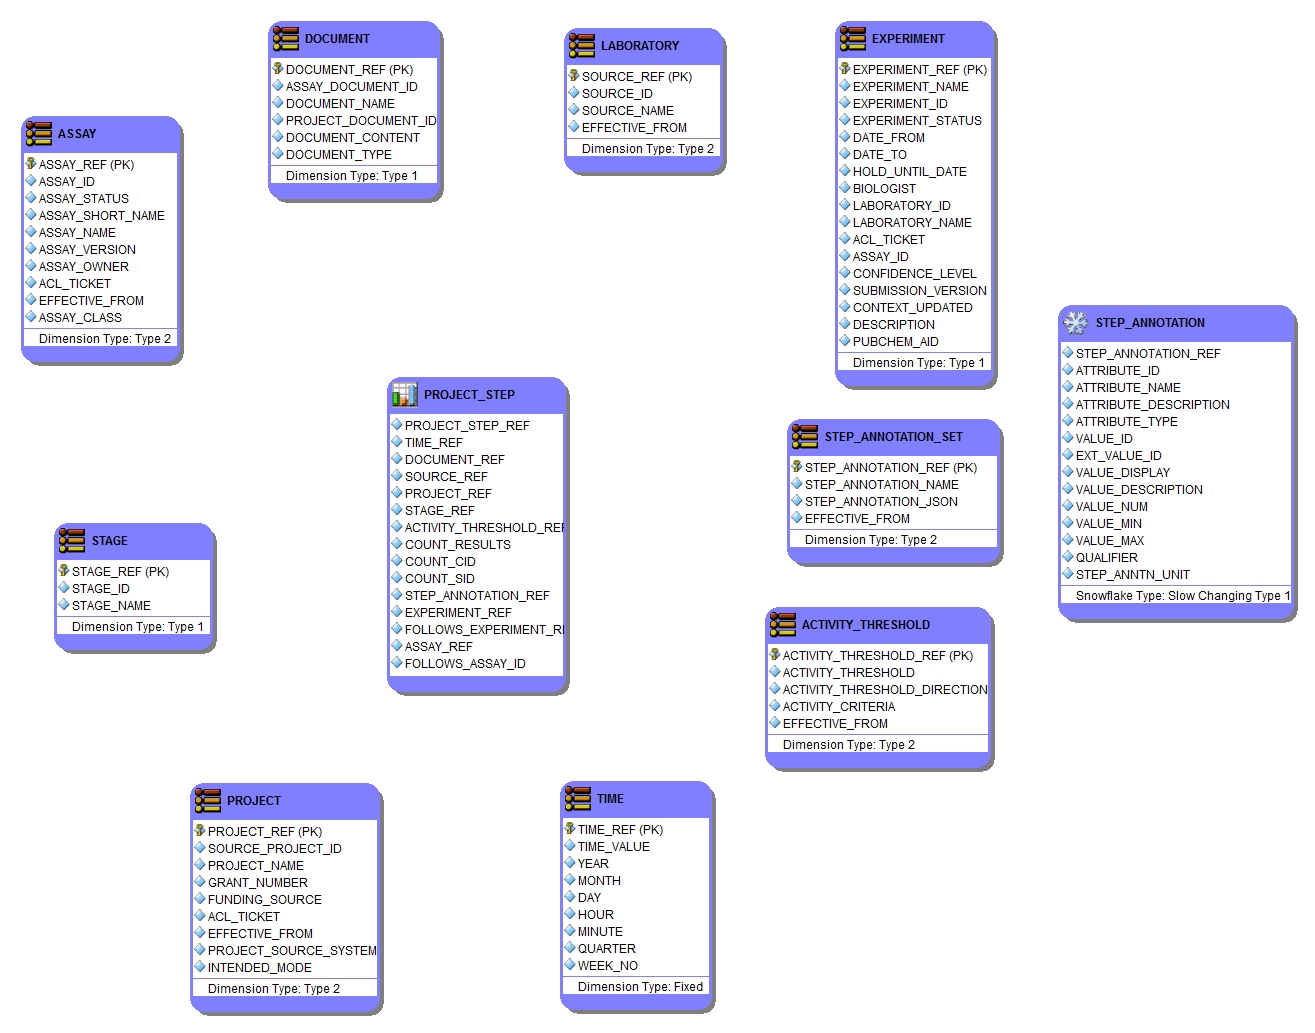 DOCUMENT
DOCUMENT_REF (PK)
ASSAY_DOCUMENT_ID
DOCUMENT_NAME
PROJECT_DOCUMENT_ID
DOCUMENT_CONTENT
DOCUMENT_TYPE
Dimension Type: Type 1
LABORATORY
SOURCE_REF (PK)
SOURCE_ID
SOURCE_NAME
EFFECTIVE_FROM
Dimension Type: Type 2
EXPERIMENT
EXPERIMENT_REF (PK)
EXPERIMENT_NAME
EXPERIMENT_ID
EXPERIMENT_STATUS
DATE_FROM
DATE_TO
HOLD_UNTIL_DATE
BIOLOGIST
LABORATORY_ID
LABORATORY_NAME
ACL_TICKET
ASSAY_ID
CONFIDENCE_LEVEL
SUBMISSION_VERSION
CONTEXT_UPDATED
DESCRIPTION
PUBCHEM_AID
Dimension Type: Type 1
ASSAY
ASSAY_REF (PK)
ASSAY_ID
ASSAY_STATUS
ASSAY_SHORT_NAME
ASSAY_NAME
ASSAY_VERSION
ASSAY_OWNER
ACL_TICKET
EFFECTIVE_FROM
ASSAY_CLASS
Dimension Type: Type 2
STEP_ANNOTATION
STEP_ANNOTATION_REF
ATTRIBUTE_ID
ATTRIBUTE_NAME
ATTRIBUTE_DESCRIPTION
ATTRIBUTE_TYPE
VALUE_ID
EXT_VALUE_ID
VALUE_DISPLAY
VALUE_DESCRIPTION
VALUE_NUM
VALUE_MIN
VALUE_MAX
QUALIFIER
STEP_ANNTN_UNIT
Snowflake Type: Slow Changing Type 1
PROJECT_STEP
PROJECT_STEP_REF
TIME_REF
DOCUMENT_REF
SOURCE_REF
PROJECT_REF
STAGE_REF
ACTIVITY_THRESHOLD_REF
COUNT_RESULTS
COUNT_CID
COUNT_SID
STEP_ANNOTATION_REF
EXPERIMENT_REF
FOLLOWS_EXPERIMENT_R
ASSAY_REF
FOLLOWS_ASSAY_ID
STEP_ANNOTATION_SET
STEP_ANNOTATION_REF (PK)
STEP_ANNOTATION_NAME
STEP_ANNOTATION_JSON
EFFECTIVE_FROM
Dimension Type: Type 2
STAGE
STAGE_REF (PK)
STAGE_ID
STAGE_NAME
Dimension Type: Type 1
ACTIVITY_THRESHOLD
ACTIVITY_THRESHOLD_REF (PK)
ACTIVITY_THRESHOLD
ACTIVITY_THRESHOLD_DIRECTION
ACTIVITY_CRITERIA
EFFECTIVE_FROM
Dimension Type: Type 2
PROJECT
PROJECT_REF (PK)
SOURCE_PROJECT_ID
PROJECT_NAME
GRANT_NUMBER
FUNDING_SOURCE
ACL_TICKET
EFFECTIVE_FROM
PROJECT_SOURCE_SYSTEM
INTENDED_MODE
Dimension Type: Type 2
TIME
TIME_REF (PK)
TIME_VALUE
YEAR
MONTH
DAY
HOUR
MINUTE
QUARTER
WEEK_NO
Dimension Type: Fixed